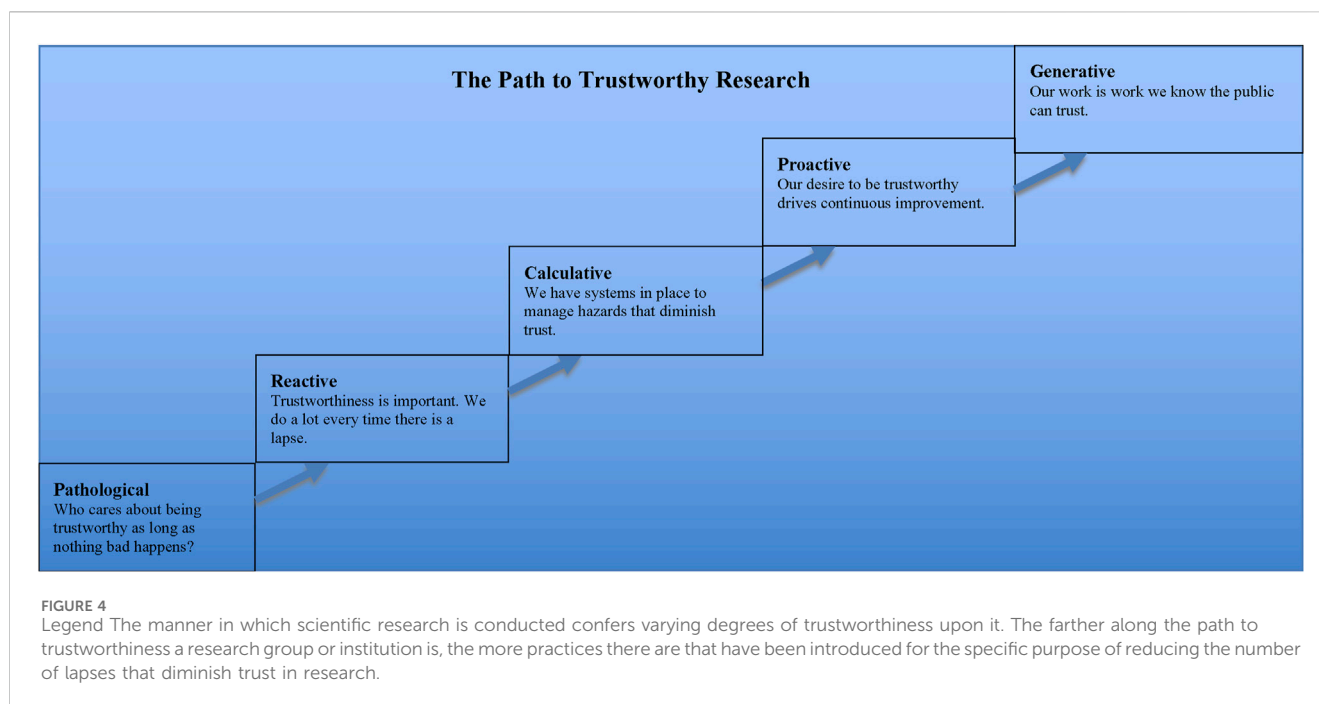 The Path to Trustworthy Research
Generative
Our work is work we know the public
can trust.
Proactive
Our desire to be trustworthy
drives continuous improvement.
Calculative
We have systems in place to
manage hazards that diminish
trust.
Reactive
Trustworthiness is important. We
do a lot every time there is a
lapse.
Pathological
Who cares about being
trustworthy as long as
nothing bad happens?
FIGURE 4
Legend The manner in which scientific research is conducted confers varying degrees of trustworthiness upon it. The farther along the path to
trustworthiness a research group or institution is, the more practices there are that have been introduced for the specific purpose of reducing the number
of lapses that diminish trust in research.